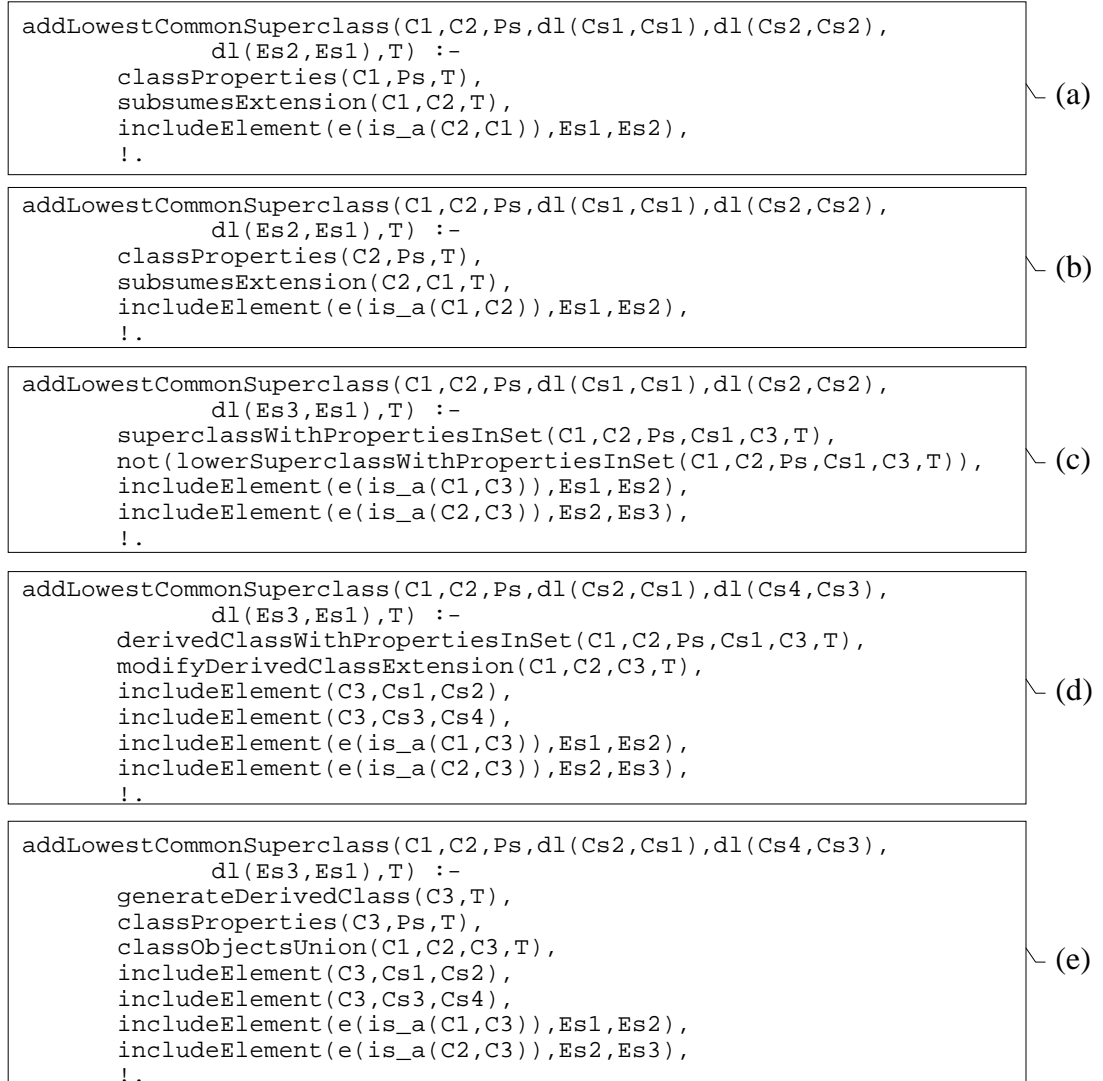 addLowestCommonSuperclass(C1,C2,Ps,dl(Cs1,Cs1),dl(Cs2,Cs2),
dl(Es2,Es1),T) :-
classProperties(C1,Ps,T),
subsumesExtension(C1,C2,T),
includeElement(e(is_a(C2,C1)),Es1,Es2),
!.
(a)
addLowestCommonSuperclass(C1,C2,Ps,dl(Cs1,Cs1),dl(Cs2,Cs2),
dl(Es2,Es1),T) :-
classProperties(C2,Ps,T),
subsumesExtension(C2,C1,T),
includeElement(e(is_a(C1,C2)),Es1,Es2),
!.
(b)
addLowestCommonSuperclass(C1,C2,Ps,dl(Cs1,Cs1),dl(Cs2,Cs2),
dl(Es3,Es1),T) :-
superclassWithPropertiesInSet(C1,C2,Ps,Cs1,C3,T),
not(lowerSuperclassWithPropertiesInSet(C1,C2,Ps,Cs1,C3,T)),
includeElement(e(is_a(C1,C3)),Es1,Es2),
includeElement(e(is_a(C2,C3)),Es2,Es3),
!.
(c)
addLowestCommonSuperclass(C1,C2,Ps,dl(Cs2,Cs1),dl(Cs4,Cs3),
dl(Es3,Es1),T) :-
derivedClassWithPropertiesInSet(C1,C2,Ps,Cs1,C3,T),
modifyDerivedClassExtension(C1,C2,C3,T),
includeElement(C3,Cs1,Cs2),
includeElement(C3,Cs3,Cs4),
includeElement(e(is_a(C1,C3)),Es1,Es2),
includeElement(e(is_a(C2,C3)),Es2,Es3),
!.
(d)
addLowestCommonSuperclass(C1,C2,Ps,dl(Cs2,Cs1),dl(Cs4,Cs3),
dl(Es3,Es1),T) :-
generateDerivedClass(C3,T),
classProperties(C3,Ps,T),
classObjectsUnion(C1,C2,C3,T),
includeElement(C3,Cs1,Cs2),
includeElement(C3,Cs3,Cs4),
includeElement(e(is_a(C1,C3)),Es1,Es2),
includeElement(e(is_a(C2,C3)),Es2,Es3),
!.
(e)